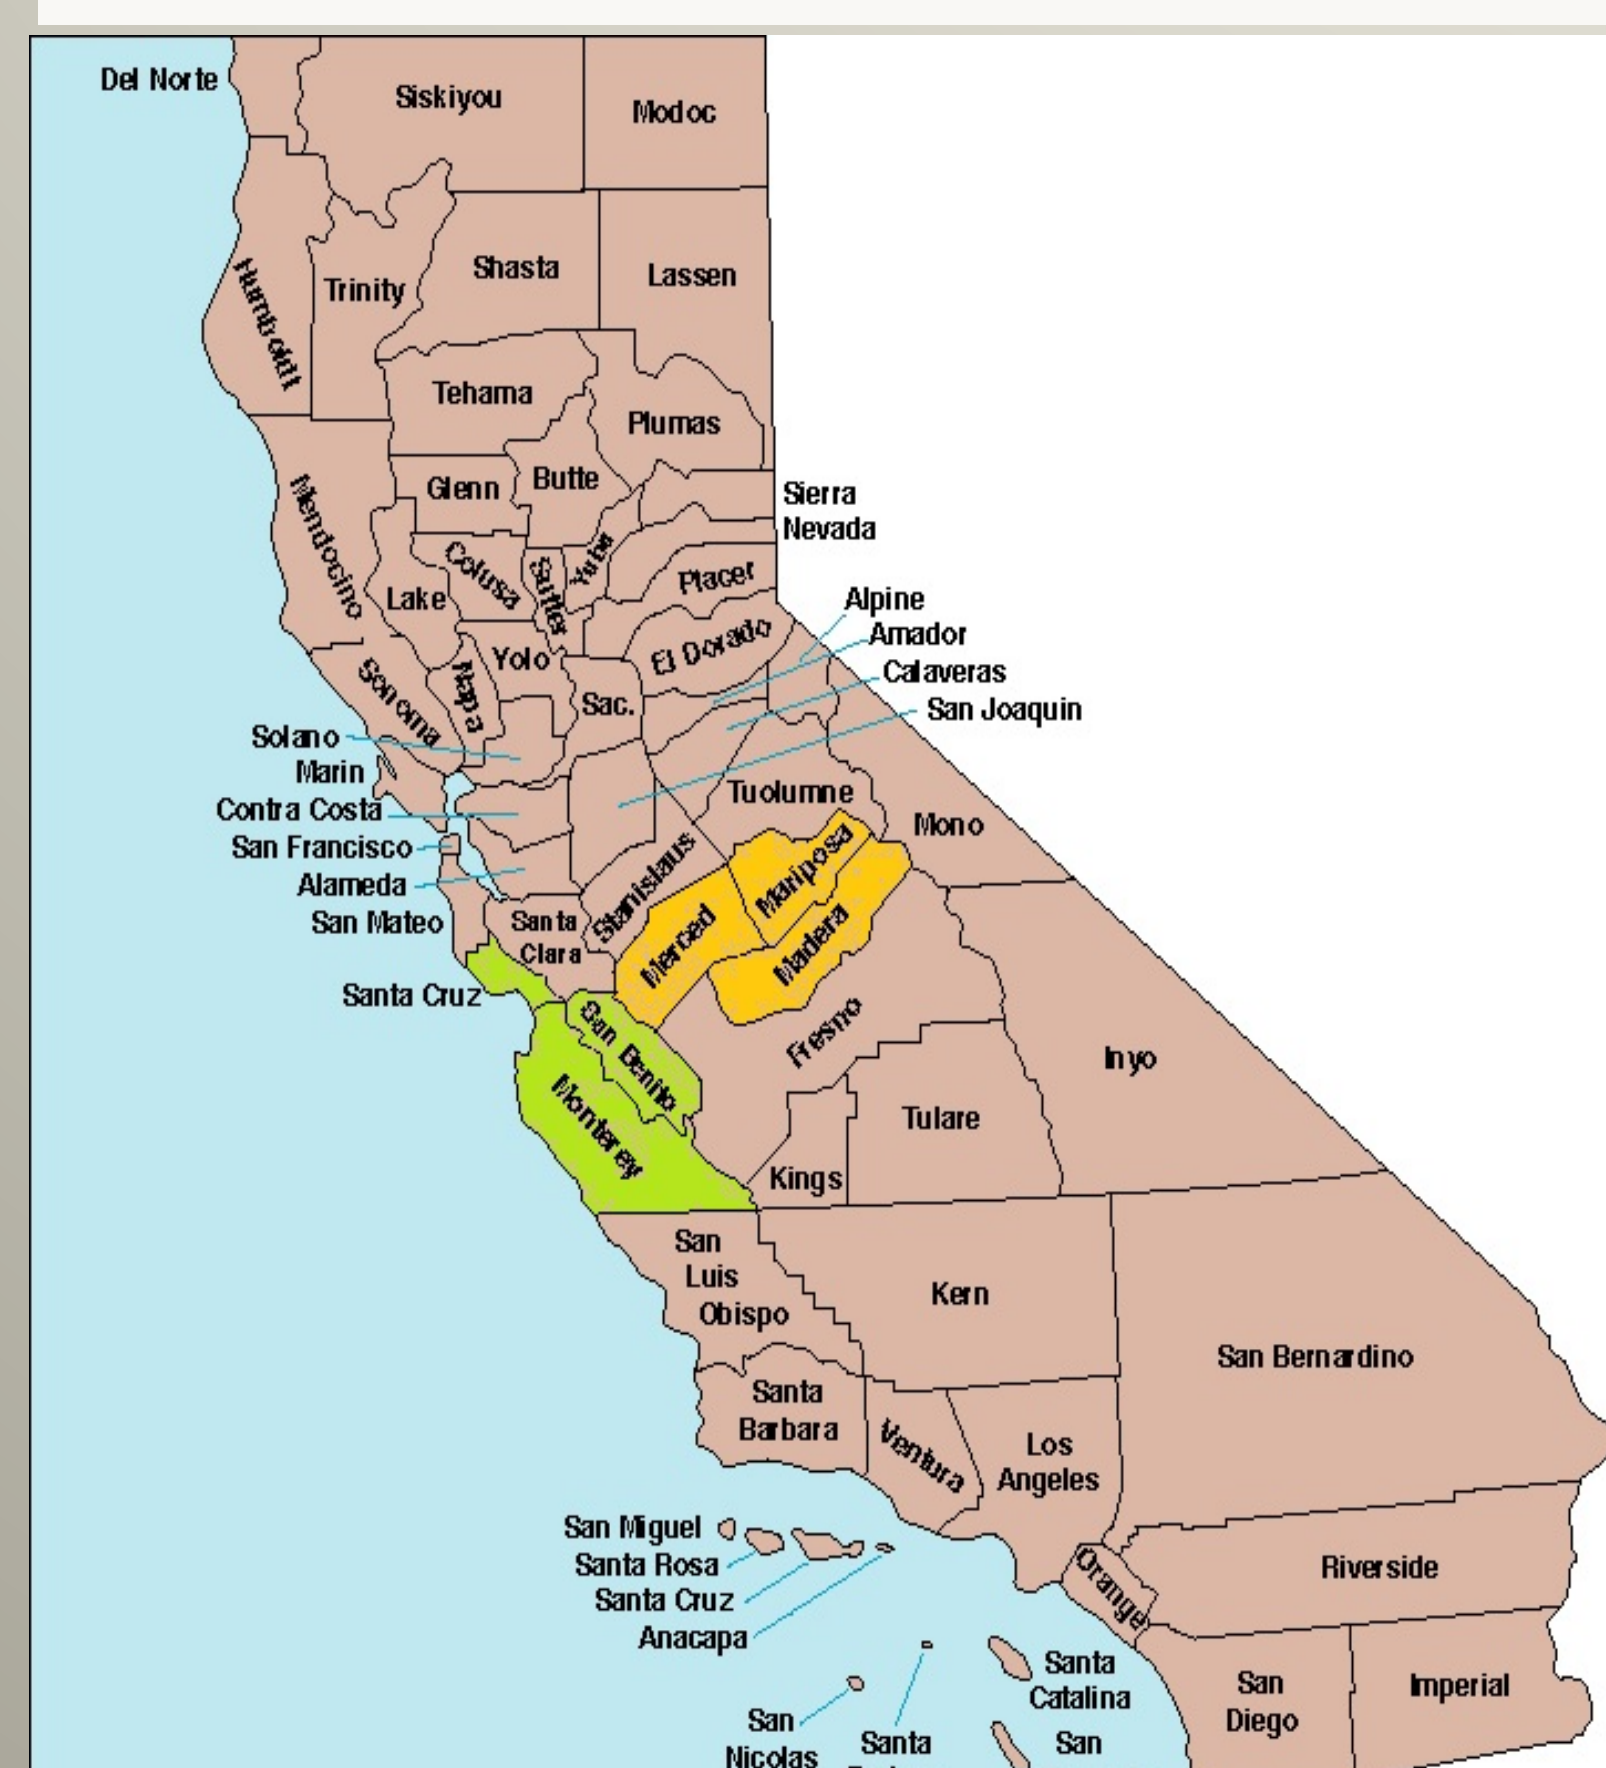 Del Norte
Siskiyou
Modoc
Humboldt
Trinity
Shasta
Lassen
Tehama
Plumas
Mendocino
Glenn
Butte
Sierra
Nevada
Lake
Colusa
Sutter
Yuba
Placer
Alpine
Amador
Calaveras
San Joaquin
Sonoma
Napa
Yolo
Sac.
El Dorado
Solano
Marin
Contra Costa
San Francisco
Alameda
San Mateo
Santa Cruz
Santa
Clara
Stanislaus
Tuolumne
Mono
Merced
Mariposa
Madera
San Benito
Monterey
Fresno
Inyo
Kings
Tulare
San
Luis
Obispo
Kern
San Bernardino
Santa
Barbara
Ventura
Los
Angeles
San Miguel
Santa Rosa
Santa Cruz
Anacapa
Orange
Riverside
San
Nicolas
Santa
Santa
Catalina
San
San
Diego
Imperial